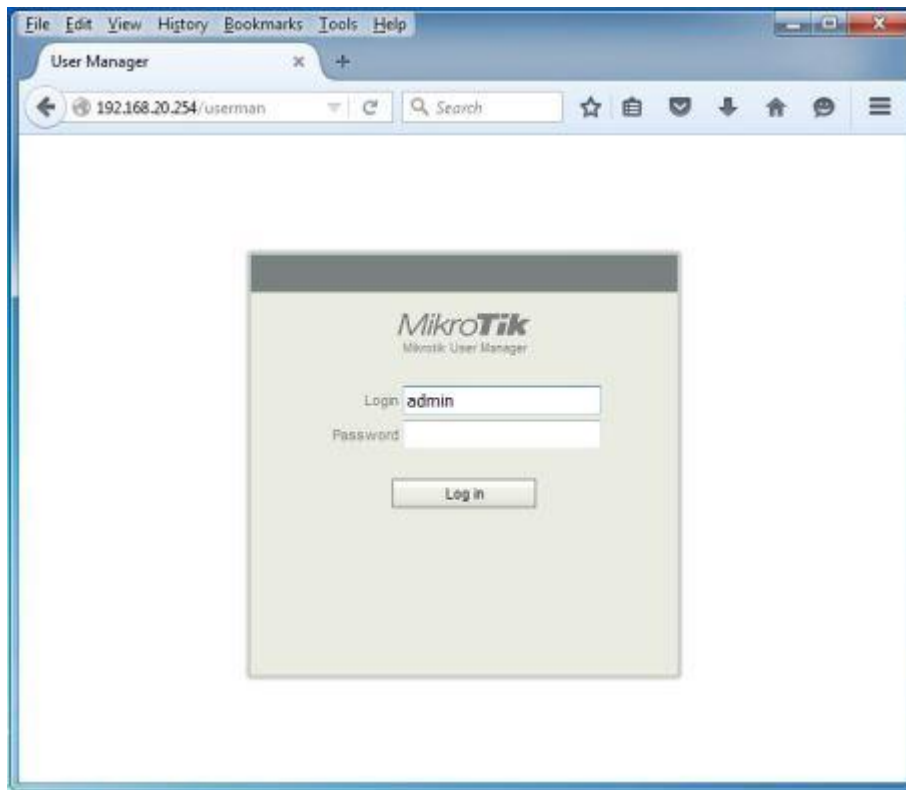 File Edit View History Bookmarks Tools Help
User Manager
192.168.20.254/userman
Search
MikroTik
Mikrotik User Manager
Login admin
Password
Log in